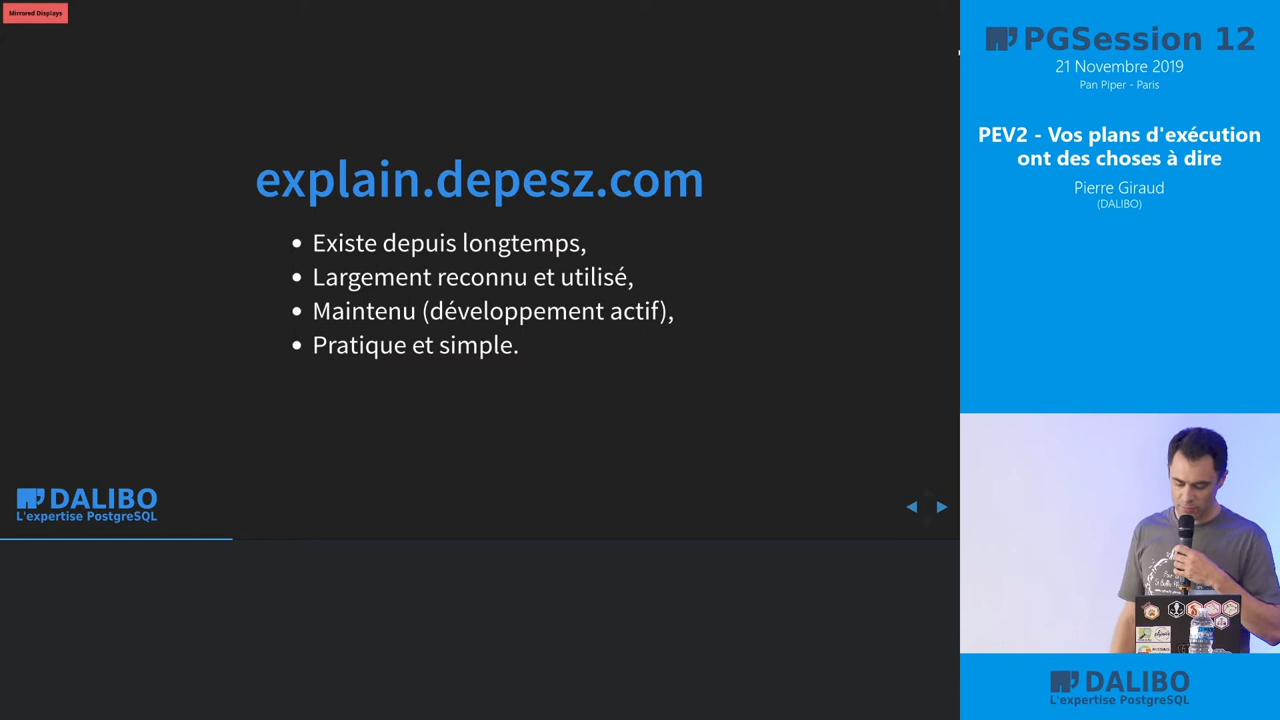 Mirrored Displays
explain.depesz.com
Existe depuis longtemps,
Largement reconnu et utilisé,
Maintenu (développement actif),
Pratique et simple.
DALIBO
L'expertise PostgreSQL
PGSession 12
21 Novembre 2019
Pan Piper - Paris
PEV2 - Vos plans d'exécution
ont des choses à dire
Pierre Giraud
(DALIBO)
DALIBO
L'expertise PostgreSQL